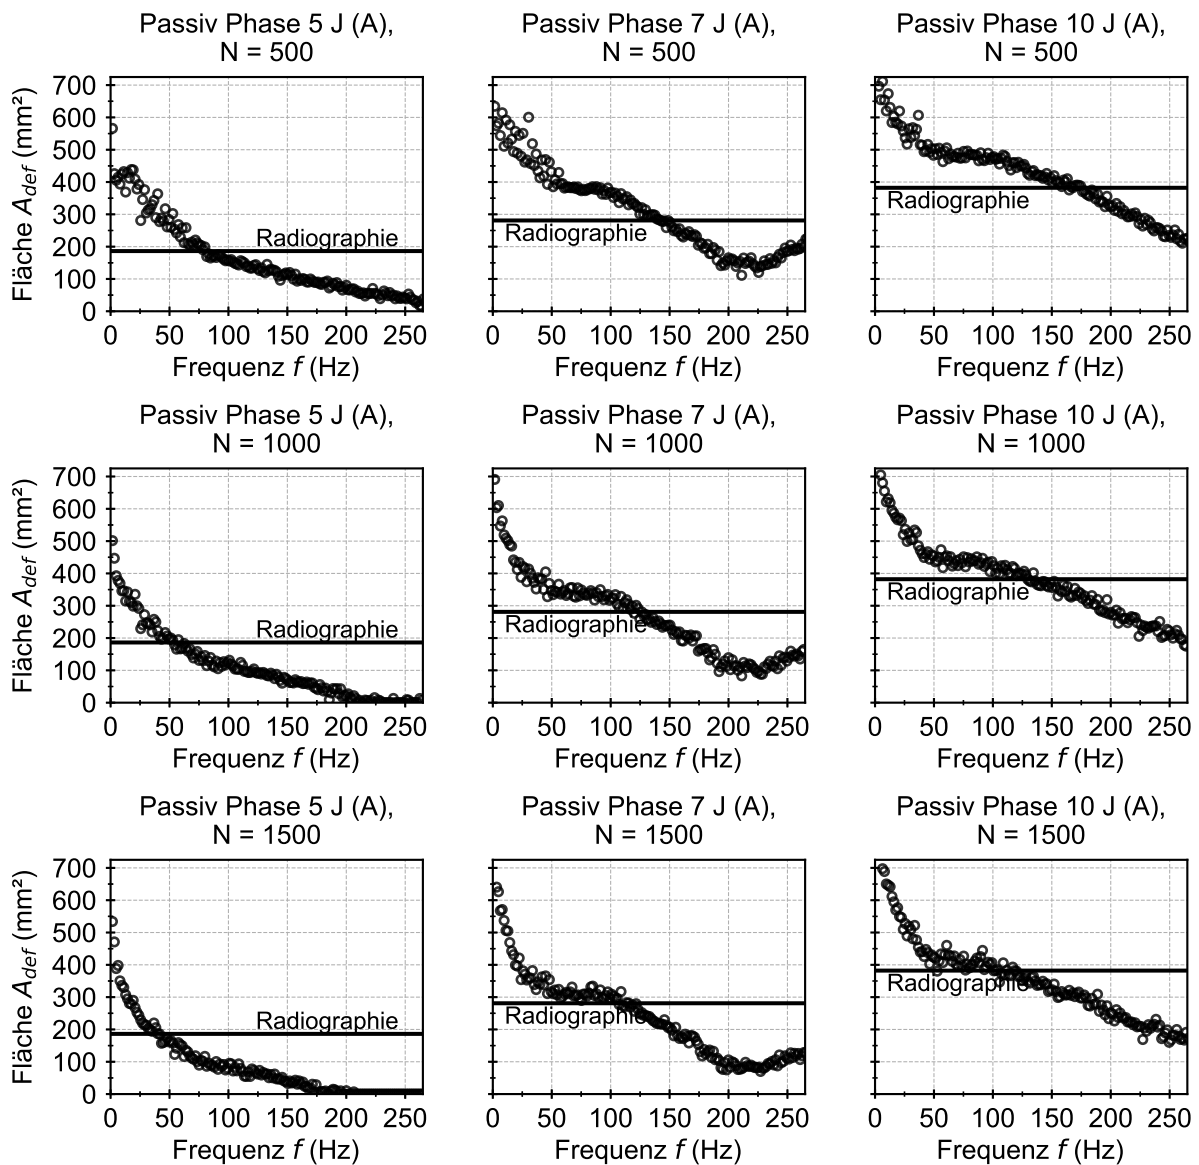 Passiv Phase 5 J (A),
N = 500
Fläche A_def (mm²)
700
600
500
400
300
200
100
0
Radiographie
0 50 100 150 200 250
Frequenz f (Hz)
Passiv Phase 7 J (A),
N = 500
Radiographie
0 50 100 150 200 250
Frequenz f (Hz)
Passiv Phase 10 J (A),
N = 500
Radiographie
0 50 100 150 200 250
Frequenz f (Hz)
Passiv Phase 5 J (A),
N = 1000
Fläche A_def (mm²)
700
600
500
400
300
200
100
0
Radiographie
0 50 100 150 200 250
Frequenz f (Hz)
Passiv Phase 7 J (A),
N = 1000
Radiographie
0 50 100 150 200 250
Frequenz f (Hz)
Passiv Phase 10 J (A),
N = 1000
Radiographie
0 50 100 150 200 250
Frequenz f (Hz)
Passiv Phase 5 J (A),
N = 1500
Fläche A_def (mm²)
700
600
500
400
300
200
100
0
Radiographie
0 50 100 150 200 250
Frequenz f (Hz)
Passiv Phase 7 J (A),
N = 1500
Radiographie
0 50 100 150 200 250
Frequenz f (Hz)
Passiv Phase 10 J (A),
N = 1500
Radiographie
0 50 100 150 200 250
Frequenz f (Hz)